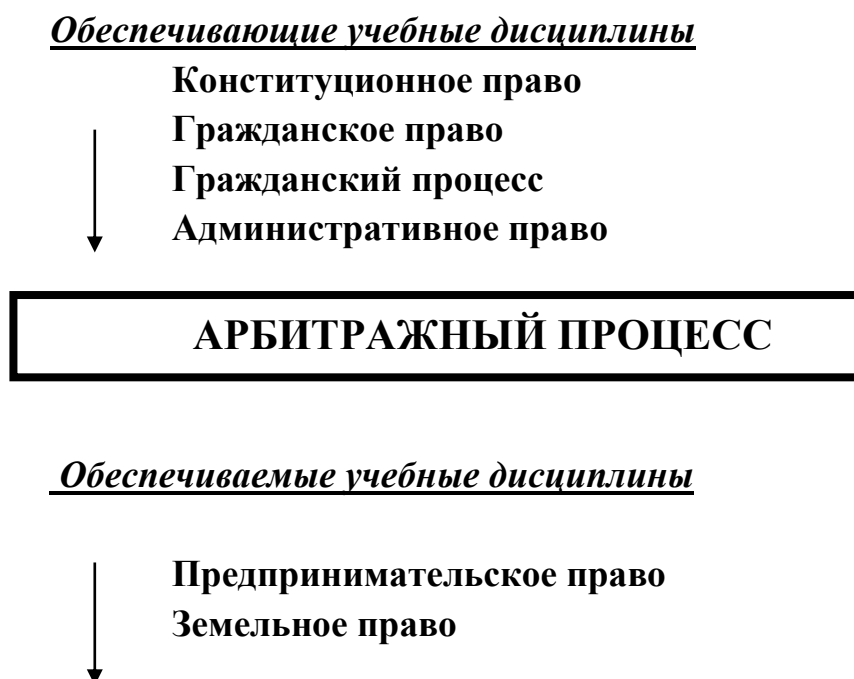 Обеспечивающие учебные дисциплины
Конституционное право
Гражданское право
Гражданский процесс
Административное право
АРБИТРАЖНЫЙ ПРОЦЕСС
Обеспечиваемые учебные дисциплины
Предпринимательское право
Земельное право